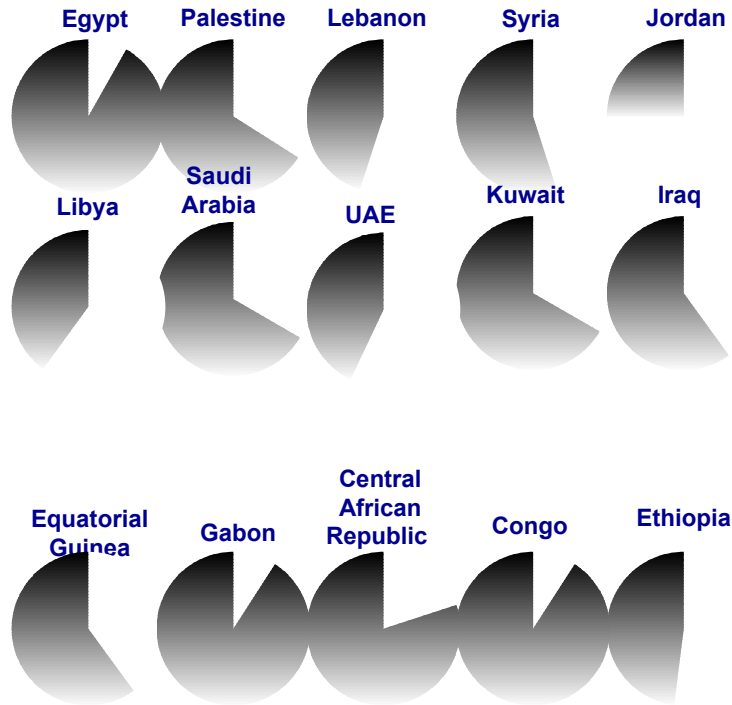 Egypt
Palestine
Lebanon
Syria
Jordan
Libya
Saudi
Arabia
UAE
Kuwait
Iraq
Equatorial
Guinea
Gabon
Central
African
Republic
Congo
Ethiopia